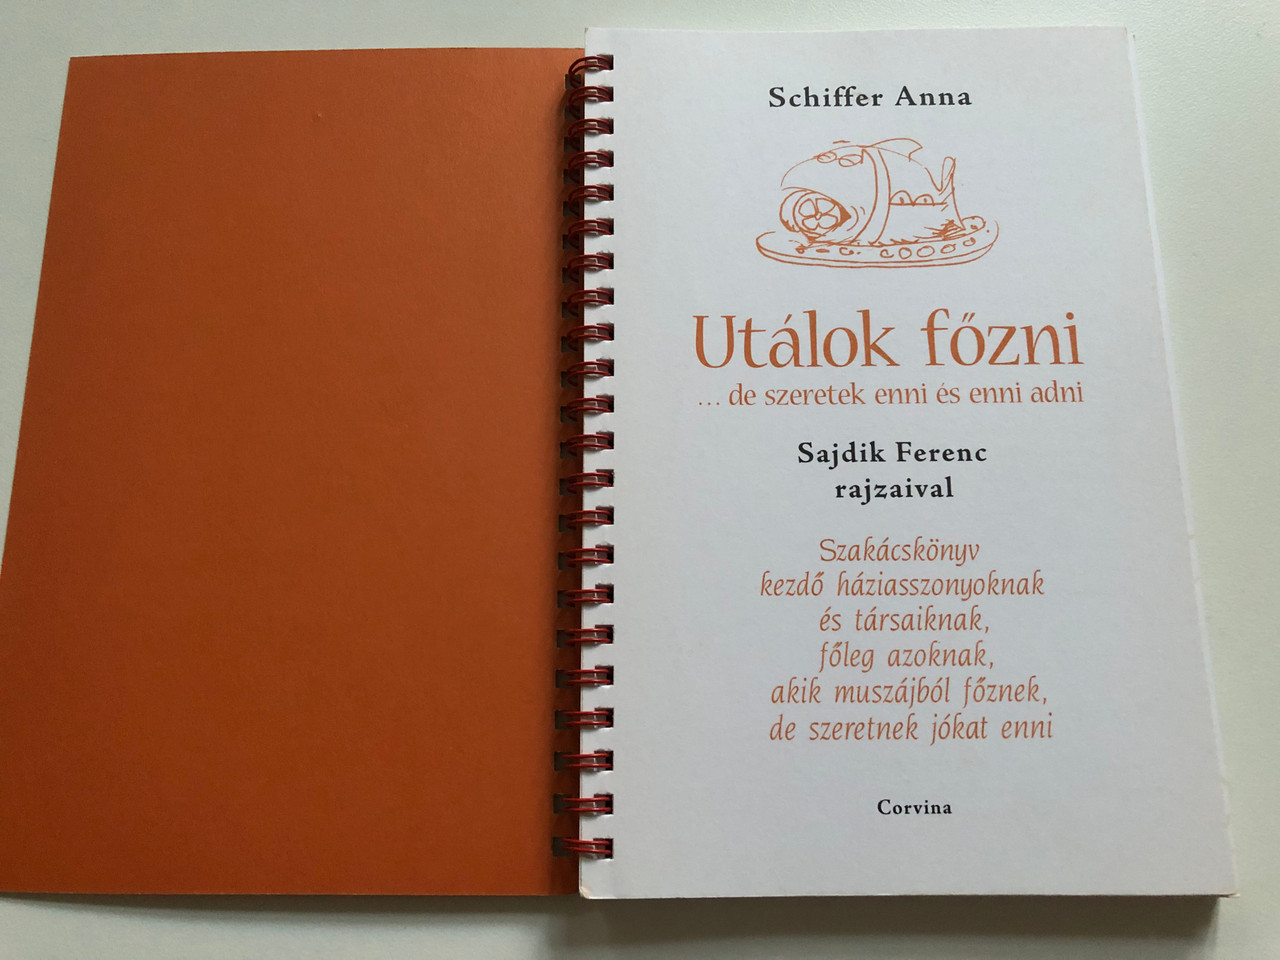 Schiffer Anna
Utálok főzni
... de szeretek enni és enni adni
Sajdik Ferenc
rajzaival
Szakácskönyv
kezdő háziasszonyoknak
és társaiknak,
főleg azoknak,
akik muszájból főznek,
de szeretnek jókat enni
Corvina